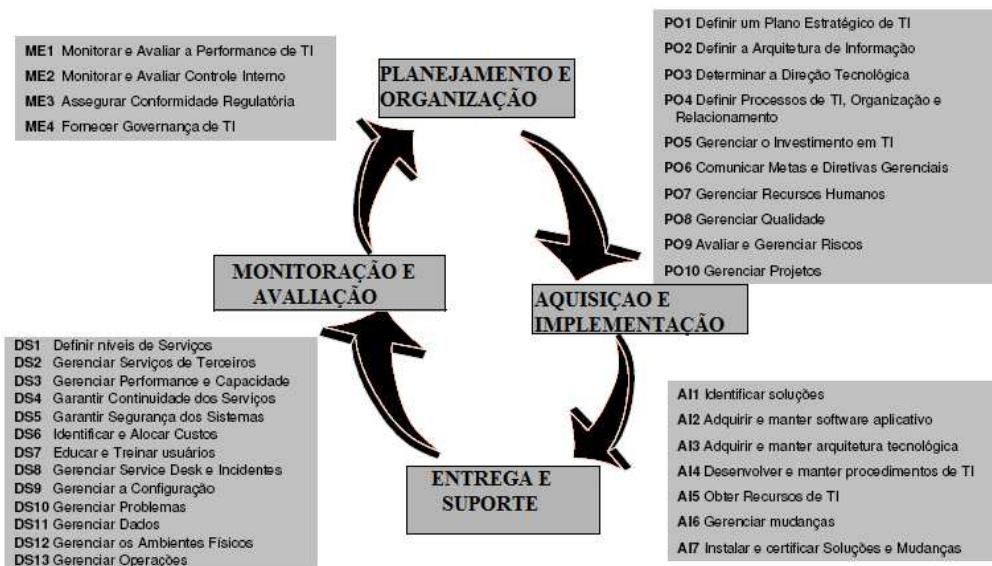 ME1 Monitorar e Avaliar a Performance de TI
ME2 Monitorar e Avaliar Controle Interno
ME3 Assegurar Conformidade Regulatória
ME4 Fornecer Governança de TI
PLANEJAMENTO E
ORGANIZAÇÃO
PO1 Definir um Plano Estratégico de TI
PO2 Definir a Arquitetura de Informação
PO3 Determinar a Direção Tecnológica
PO4 Definir Processos de TI, Organização e
Relacionamento
PO5 Gerenciar o Investimento em TI
PO6 Comunicar Metas e Diretivas Gerenciais
PO7 Gerenciar Recursos Humanos
PO8 Gerenciar Qualidade
PO9 Avaliar e Gerenciar Riscos
PO10 Gerenciar Projetos
MONITORAÇÃO E
AVALIAÇÃO
AQUISIÇAO E
IMPLEMENTAÇÃO
DS1 Definir níveis de Serviços
DS2 Gerenciar Serviços de Terceiros
DS3 Gerenciar Performance e Capacidade
DS4 Garantir Continuidade dos Serviços
DS5 Garantir Segurança dos Sistemas
DS6 Identificar e Alocar Custos
DS7 Educar e Treinar usuários
DS8 Gerenciar Service Desk e Incidentes
DS9 Gerenciar a Configuração
DS10 Gerenciar Problemas
DS11 Gerenciar Dados
DS12 Gerenciar os Ambientes Físicos
DS13 Gerenciar Operações
ENTREGA E
SUPORTE
AI1 Identificar soluções
AI2 Adquirir e manter software aplicativo
AI3 Adquirir e manter arquitetura tecnológica
AI4 Desenvolver e manter procedimentos de TI
AI5 Obter Recursos de TI
AI6 Gerenciar mudanças
AI7 Instalar e certificar Soluções e Mudanças